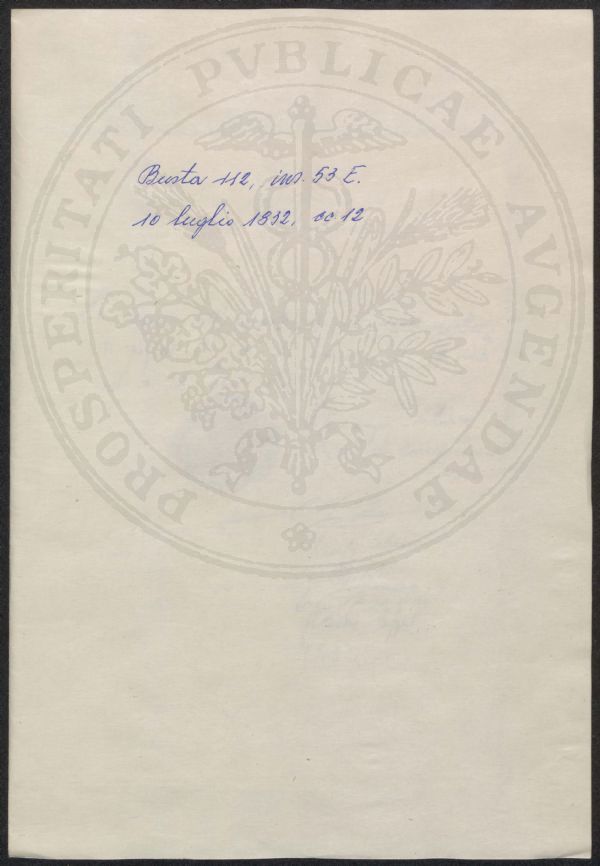 PROSPERITATI PVBLICAE AVGENDAE
Busta 112, ins. 53 E.
10 luglio 1832, cc 12